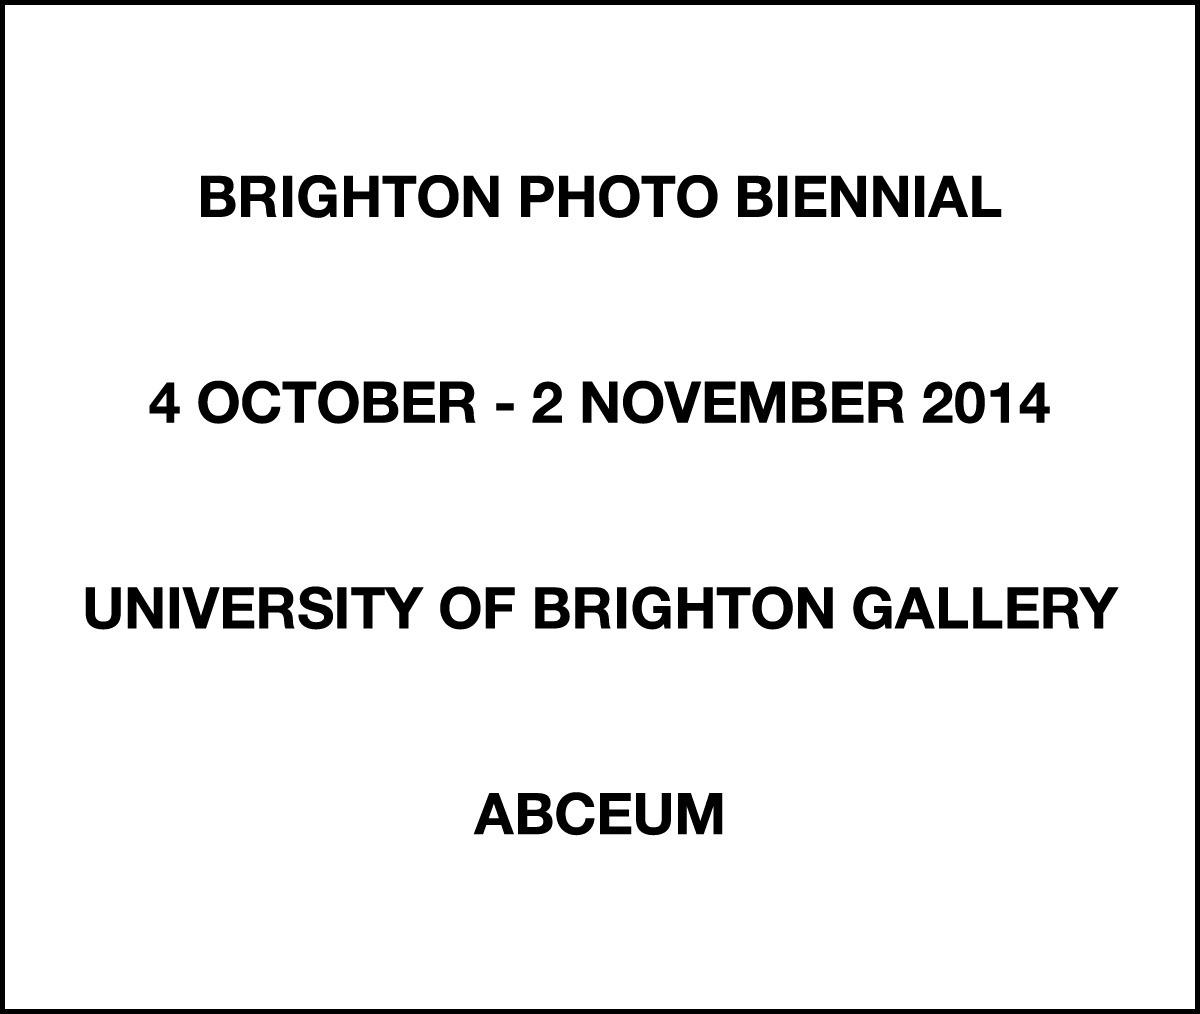 BRIGHTON PHOTO BIENNIAL
4 OCTOBER - 2 NOVEMBER 2014
UNIVERSITY OF BRIGHTON GALLERY
ABCEUM